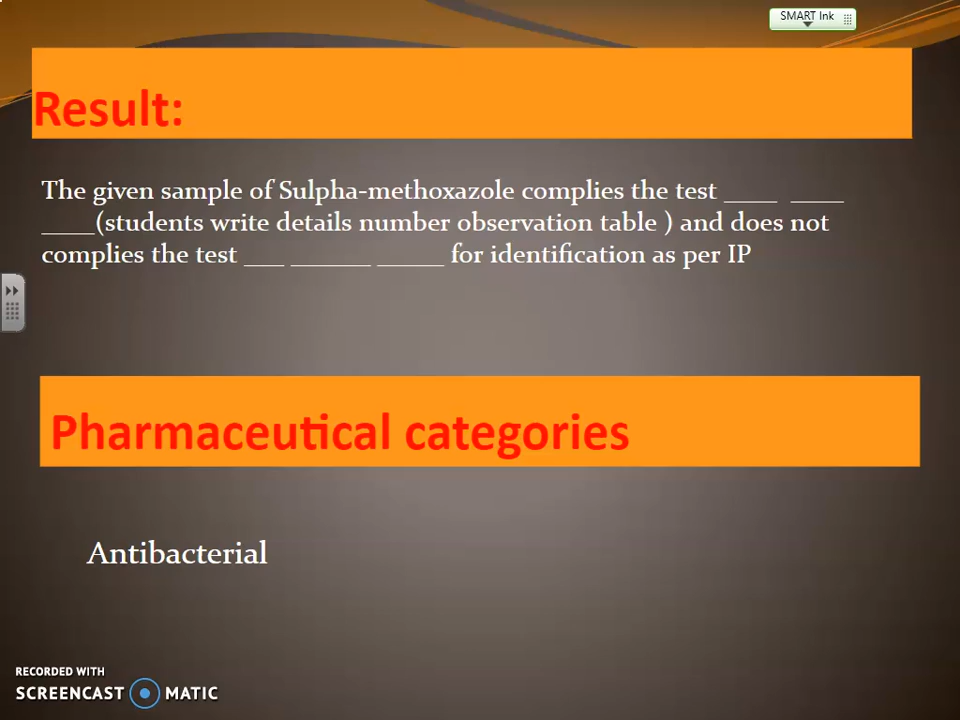 SMART Ink
Result:
The given sample of Sulpha-methoxazole complies the test ____ ____
____(students write details number observation table ) and does not
complies the test ___ ______ _____ for identification as per IP
Pharmaceutical categories
Antibacterial
RECORDED WITH
SCREENCAST MATIC